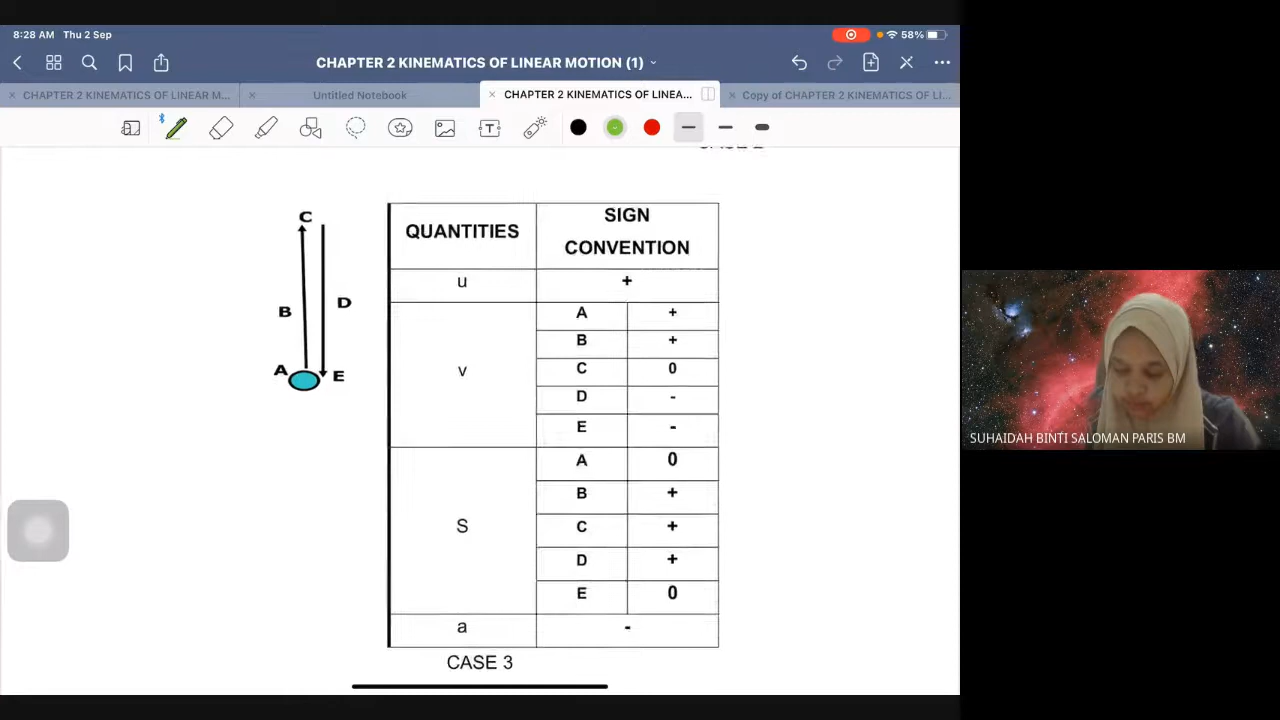 8:28 AM Thu 2 Sep
58%
CHAPTER 2 KINEMATICS OF LINEAR MOTION (1)
CHAPTER 2 KINEMATICS OF LINEAR M...
Untitled Notebook
CHAPTER 2 KINEMATICS OF LINEA...
Copy of CHAPTER 2 KINEMATICS OF LI...
C
B
D
A
E
QUANTITIES
SIGN
CONVENTION
u +
v
A +
B +
C 0
D -
E -
S
A 0
B +
C +
D +
E 0
a -
CASE 3
SUHAIDAH BINTI SALOMAN PARIS BM